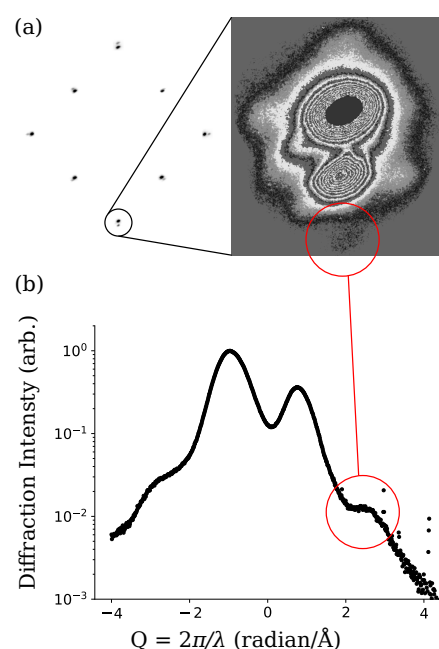 (a)
(b)
Diffraction Intensty (arb.)
10⁰
10⁻¹
10⁻²
10⁻³
−4 −2 0 2 4
Q = 2π/λ (radian/Å)